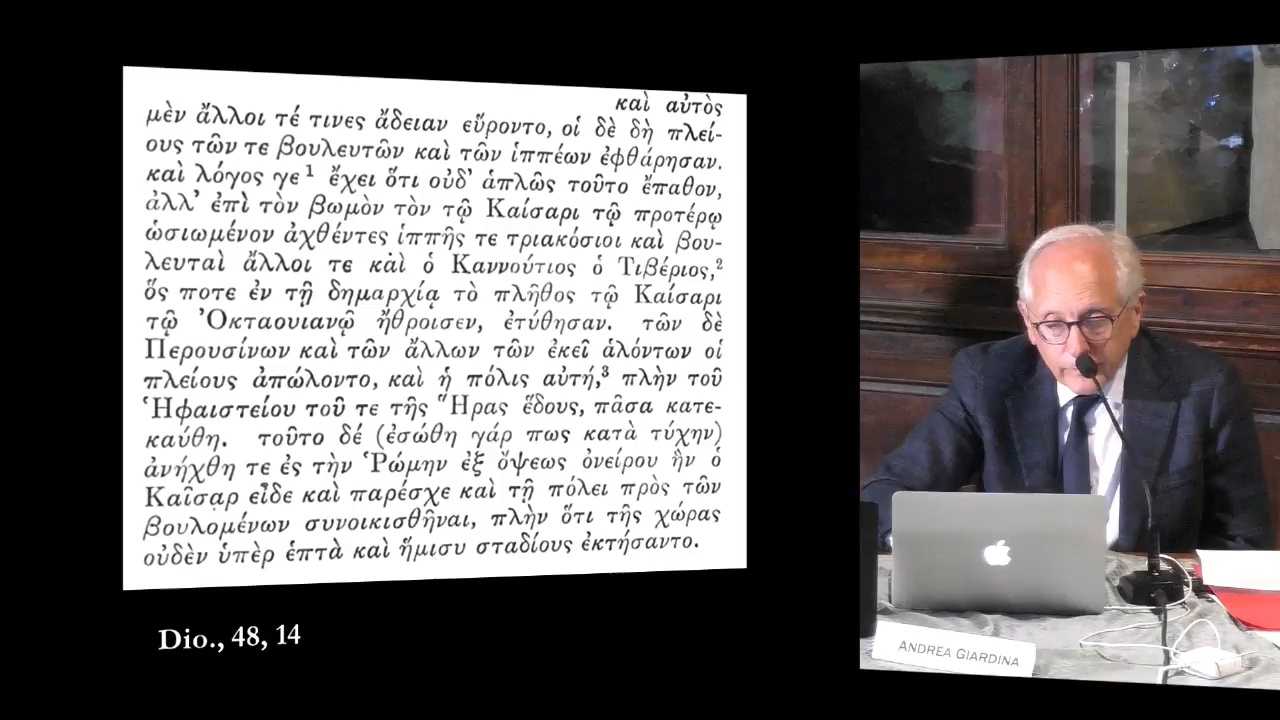 καὶ αὐτὸς
μὲν ἄλλοι τέ τινες ἄδειαν εὕροντο, οἱ δὲ δὴ πλεί-
ους τῶν τε βουλευτῶν καὶ τῶν ἱππέων ἐφθάρησαν.
καὶ λόγος γε¹ ἔχει ὅτι οὐδ’ ἁπλῶς τοῦτο ἔπαθον,
ἀλλ’ ἐπὶ τὸν βωμὸν τὸν τῷ Καίσαρι τῷ προτέρῳ
ὡσιωμένον ἀχθέντες ἱππῆς τε τριακόσιοι καὶ βου-
λευταὶ ἄλλοι τε καὶ ὁ Καννούτιος ὁ Τιβέριος,²
ὅς ποτε ἐν τῇ δημαρχίᾳ τὸ πλῆθος τῷ Καίσαρι
τῷ Ὀκταουιανῷ ἤθροισεν, ἐτύθησαν. τῶν δὲ
Περουσίνων καὶ τῶν ἄλλων τῶν ἐκεῖ ἁλόντων οἱ
πλείους ἀπώλοντο, καὶ ἡ πόλις αὐτή,³ πλὴν τοῦ
Ἡφαιστείου τοῦ τε τῆς Ἥρας ἕδους, πᾶσα κατε-
καύθη. τοῦτο δέ (ἐσώθη γάρ πως κατὰ τύχην)
ἀνήχθη τε ἐς τὴν Ῥώμην ἐξ ὄψεως ὀνείρου ἣν ὁ
Καῖσαρ εἶδε καὶ παρέσχε καὶ τῇ πόλει πρὸς τῶν
βουλομένων συνοικισθῆναι, πλὴν ὅτι τῆς χώρας
οὐδὲν ὑπὲρ ἑπτὰ καὶ ἥμισυ σταδίους ἐκτήσαντο.
Dio., 48, 14
ANDREA GIARDINA